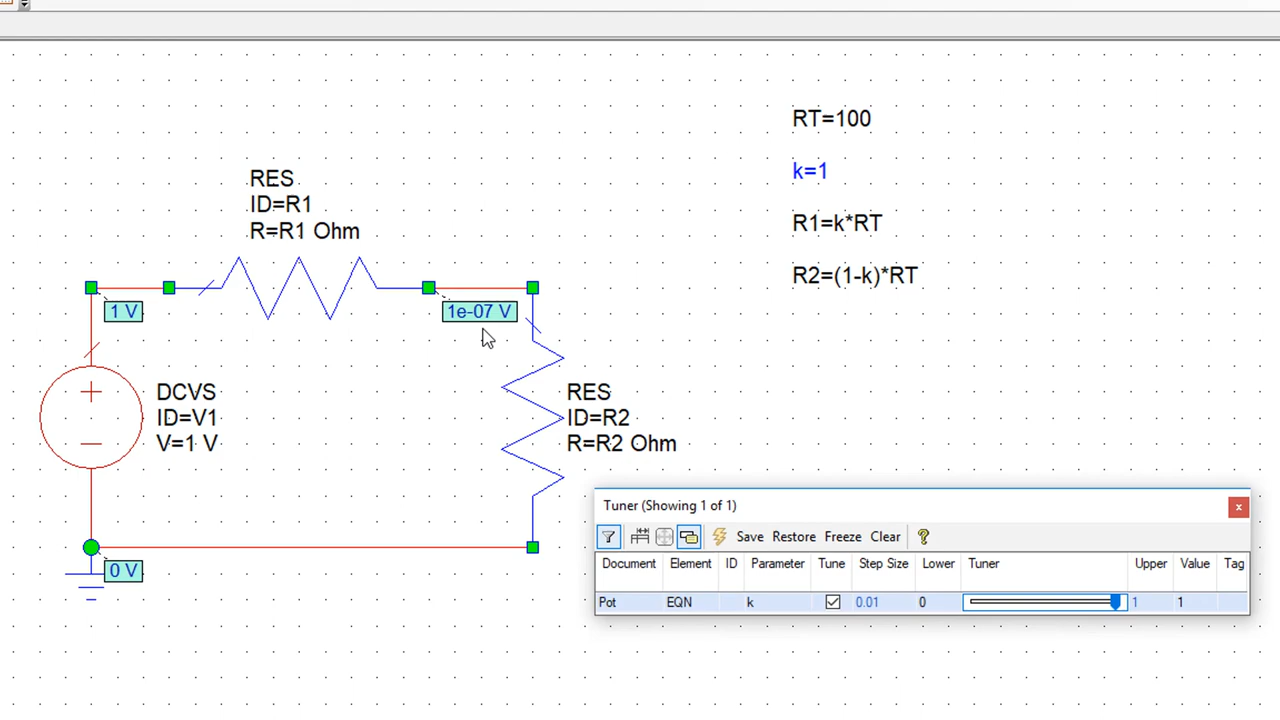 RT=100
k=1
RES
ID=R1
R=R1 Ohm
R1=k*RT
R2=(1-k)*RT
1 V
1e-07 V
DCVS
ID=V1
V=1 V
RES
ID=R2
R=R2 Ohm
0 V
Tuner (Showing 1 of 1)
Save Restore Freeze Clear
Document Element ID Parameter Tune Step Size Lower Tuner Upper Value Tag
Pot EQN k 0.01 0 1 1